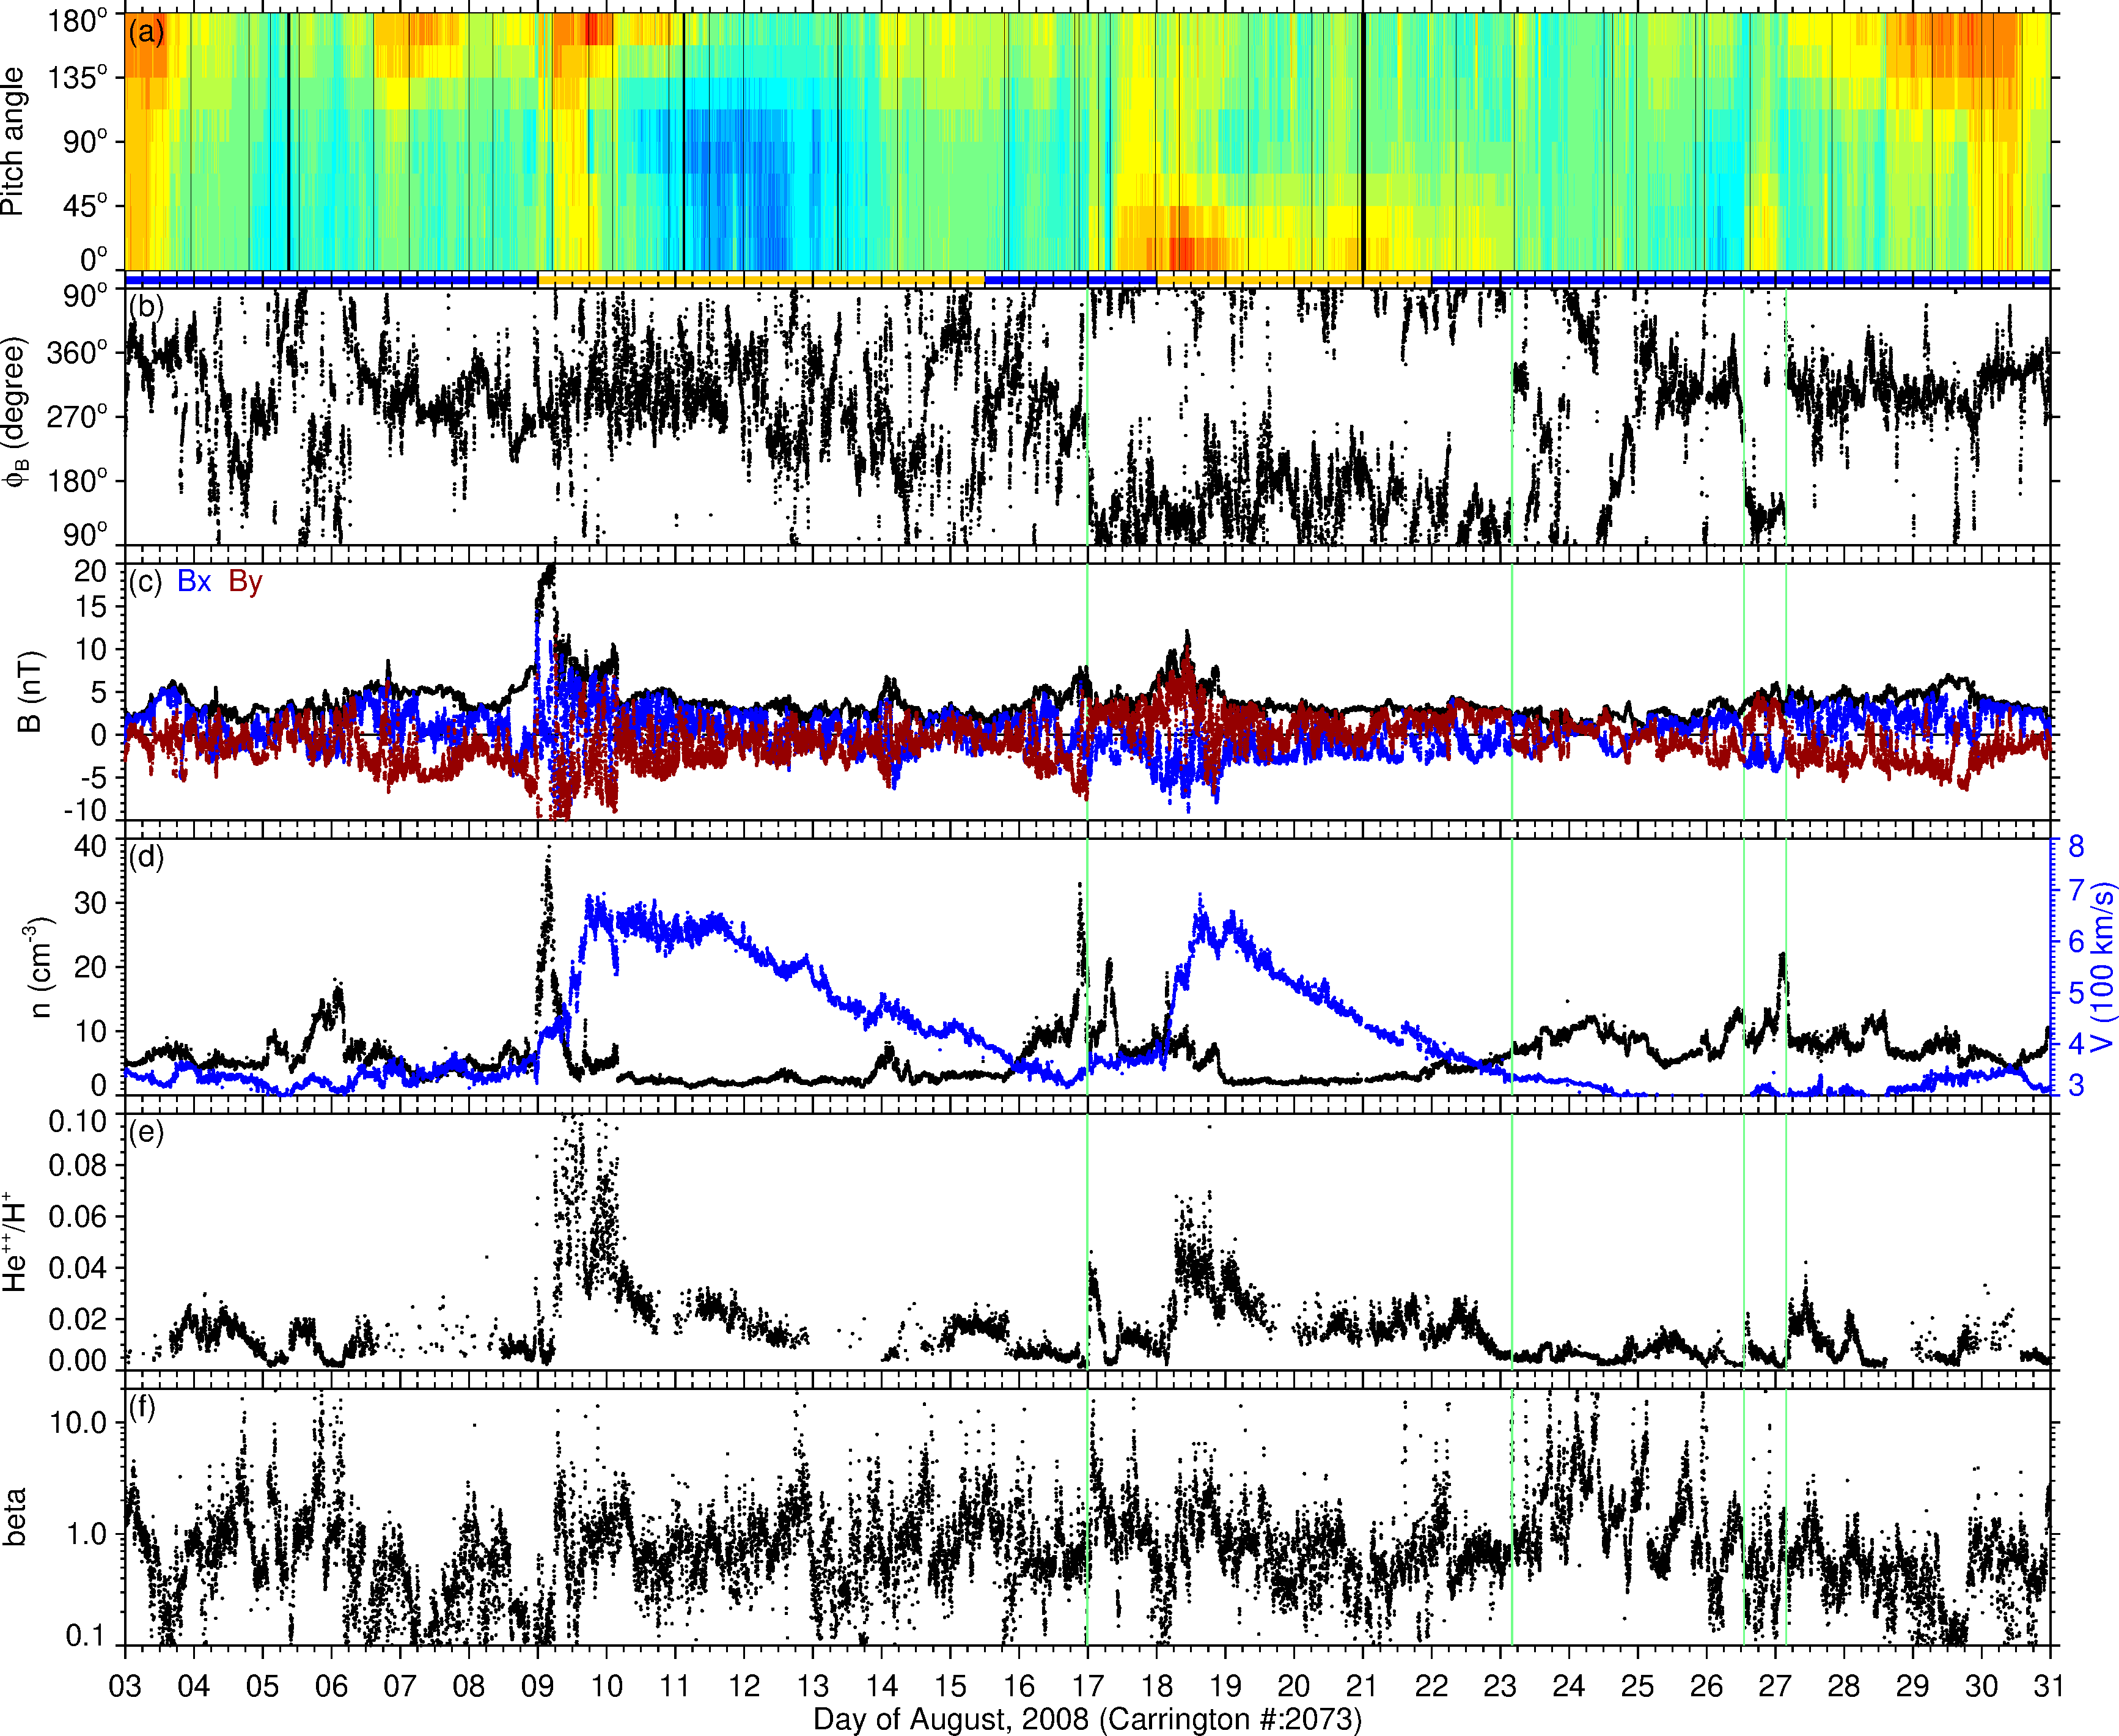 (a)
180°
135°
90°
45°
0°
Pitch angle
(b)
90°
360°
270°
180°
90°
ϕB (degree)
(c) Bx By
20
15
10
5
0
-5
-10
B (nT)
(d)
40
30
20
10
0
n (cm-3)
8
7
6
5
4
3
V (100 km/s)
(e)
0.10
0.08
0.06
0.04
0.02
0.00
He++/H+
(f)
10.0
1.0
0.1
beta
03 04 05 06 07 08 09 10 11 12 13 14 15 16 17 18 19 20 21 22 23 24 25 26 27 28 29 30 31
Day of August, 2008 (Carrington #:2073)